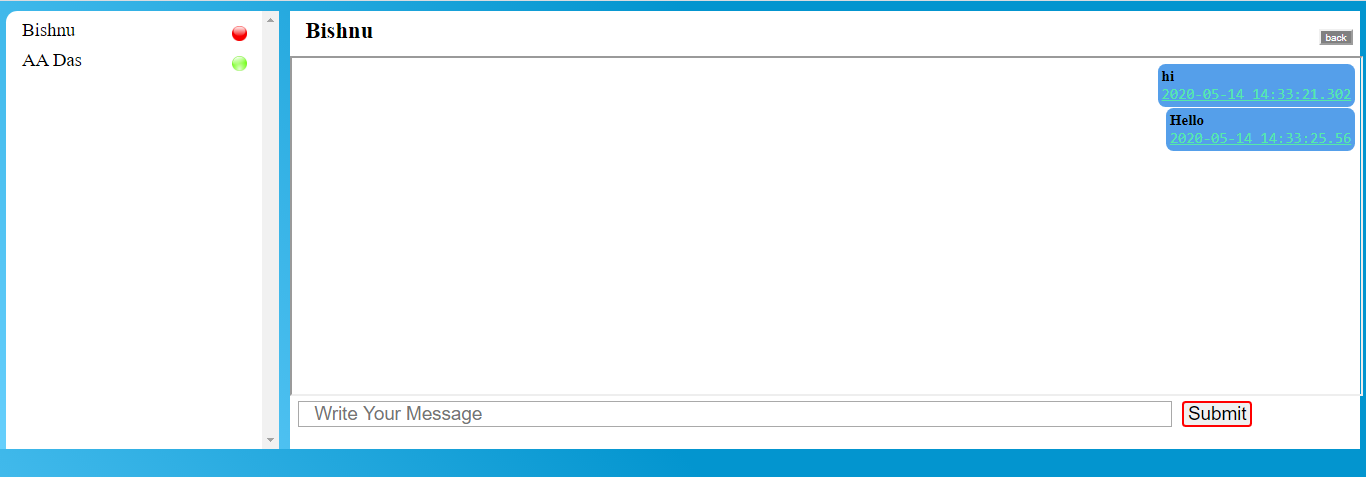 Bishnu
AA Das
Bishnu
back
hi
2020-05-14 14:33:21.302
Hello
2020-05-14 14:33:25.56
Write Your Message
Submit